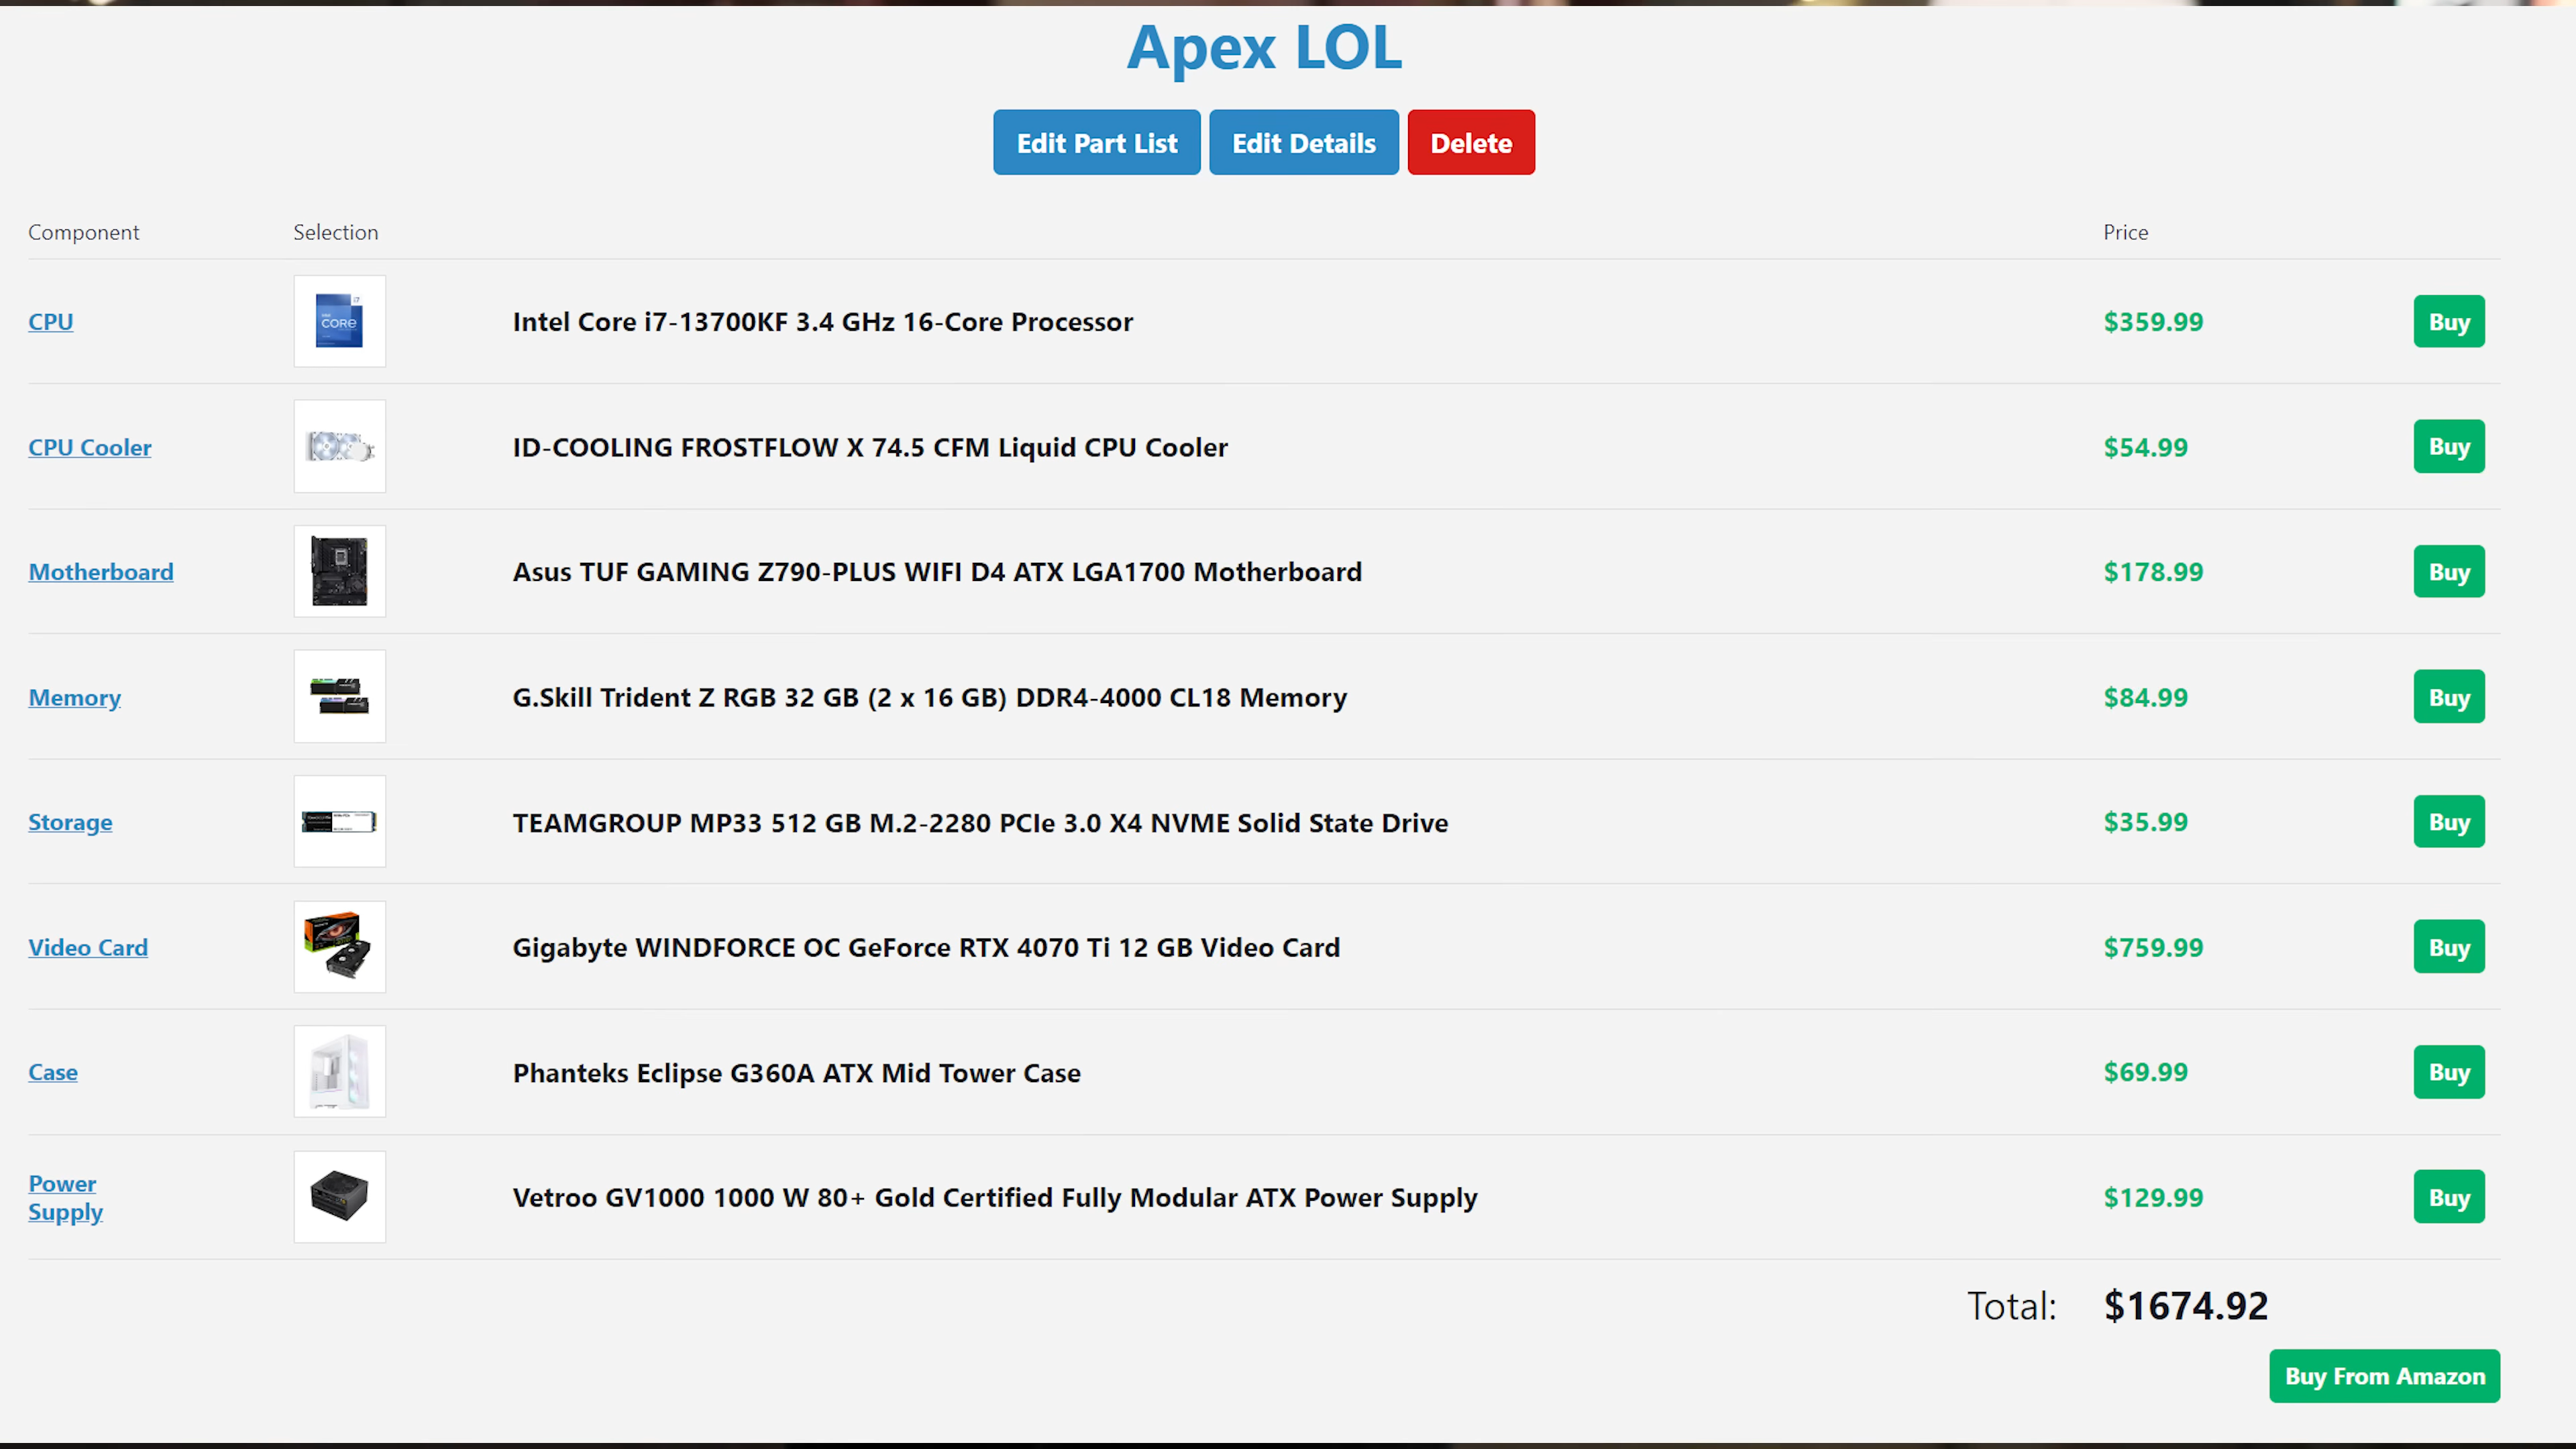 Apex LOL
Edit Part List Edit Details Delete
Component Selection Price
CPU Intel Core i7-13700KF 3.4 GHz 16-Core Processor $359.99 Buy
CPU Cooler ID-COOLING FROSTFLOW X 74.5 CFM Liquid CPU Cooler $54.99 Buy
Motherboard Asus TUF GAMING Z790-PLUS WIFI D4 ATX LGA1700 Motherboard $178.99 Buy
Memory G.Skill Trident Z RGB 32 GB (2 x 16 GB) DDR4-4000 CL18 Memory $84.99 Buy
Storage TEAMGROUP MP33 512 GB M.2-2280 PCIe 3.0 X4 NVME Solid State Drive $35.99 Buy
Video Card Gigabyte WINDFORCE OC GeForce RTX 4070 Ti 12 GB Video Card $759.99 Buy
Case Phanteks Eclipse G360A ATX Mid Tower Case $69.99 Buy
Power Supply Vetroo GV1000 1000 W 80+ Gold Certified Fully Modular ATX Power Supply $129.99 Buy
Total: $1674.92
Buy From Amazon